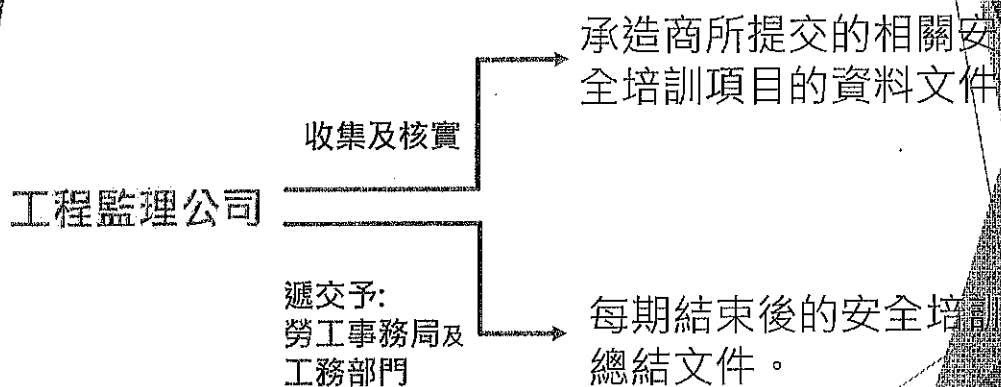 承造商所提交的相關安
全培訓項目的資料文件
收集及核實
工程監理公司
遞交予:
勞工事務局及
工務部門
每期結束後的安全培訓
總結文件。